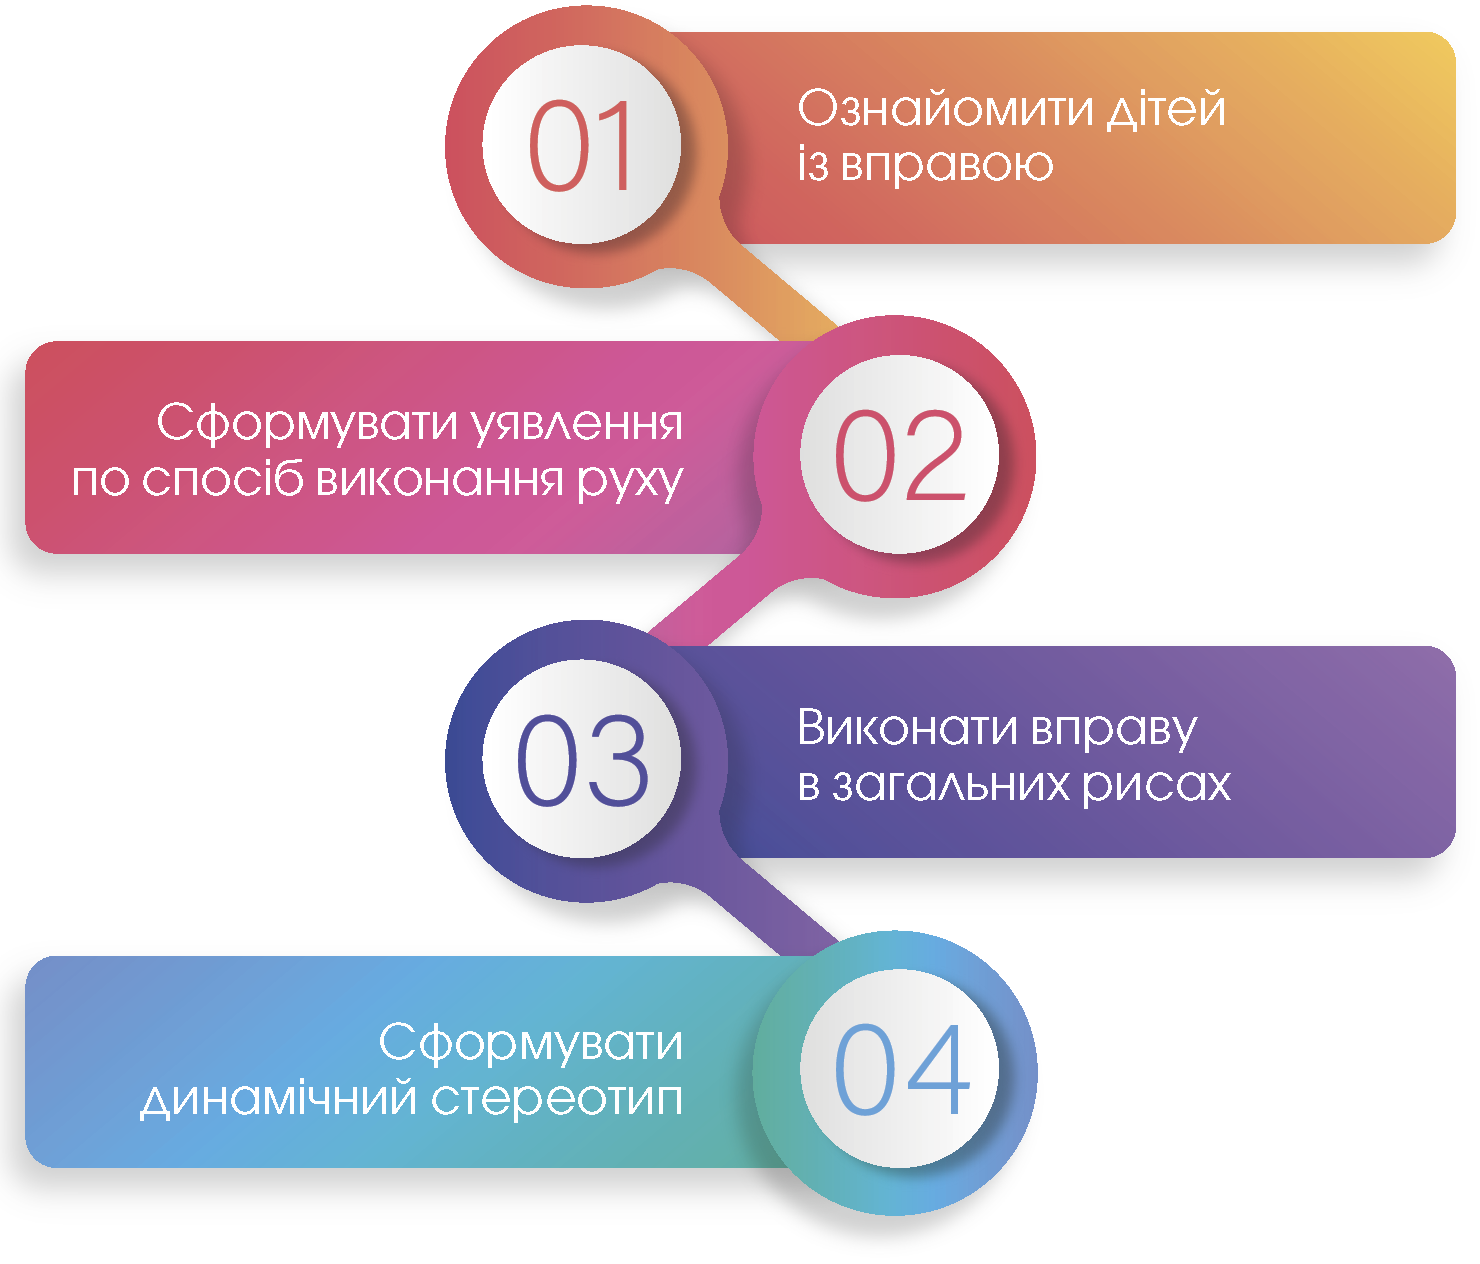 01
Ознайомити дітей
із вправою
02
Сформувати уявлення
по спосіб виконання руху
03
Виконати вправу
в загальних рисах
04
Сформувати
динамічний стереотип